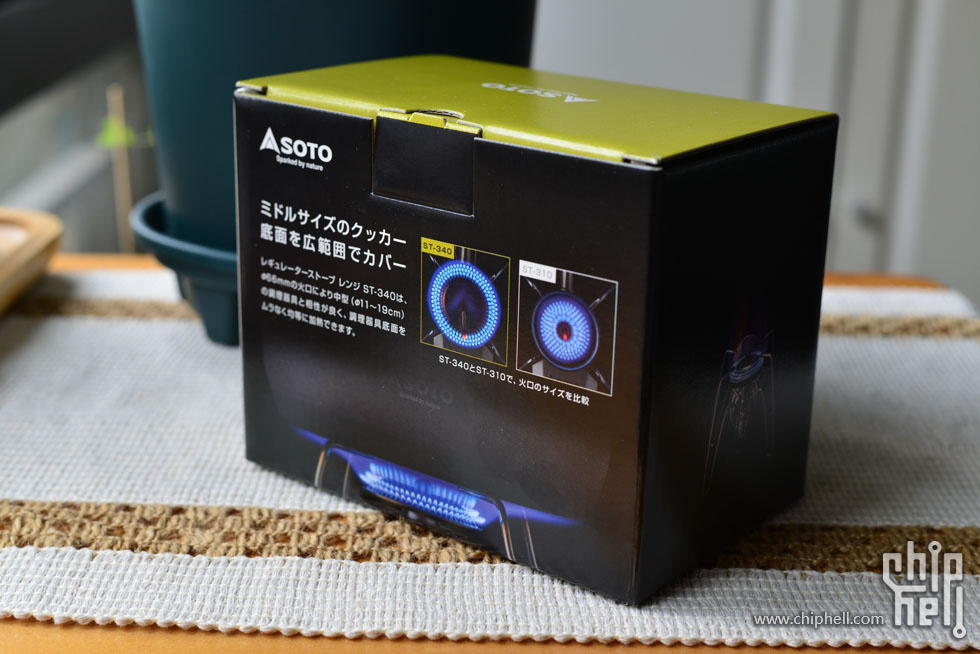 SOTO
SOTO
Sparked by nature
ミドルサイズのクッカー
底面を広範囲でカバー
レギュレーターストーブ レンジ ST-340は、
φ66mmの火口により中型（φ11〜19cm）
の調理器具と相性が良く、調理器具底面を
ムラなく均等に加熱できます。
ST-340
ST-310
ST-340とST-310で、火口のサイズを比較
SOTO
Sparked by nature
www.chiphell.com
chip
hell